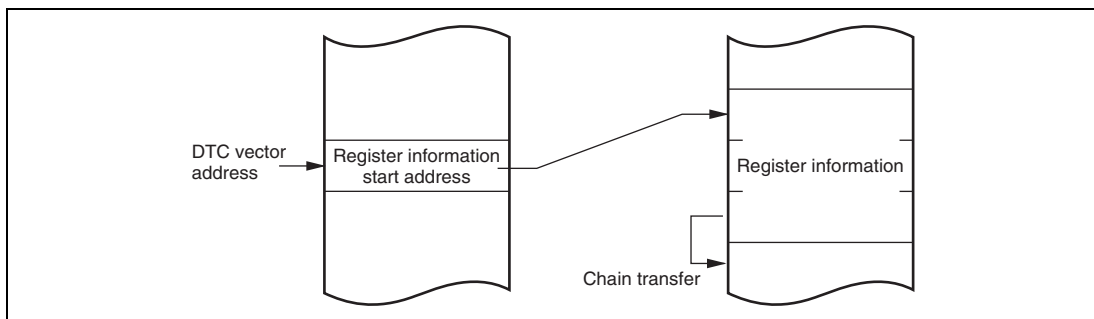 DTC vector
address
Register information
start address
Register information
Chain transfer